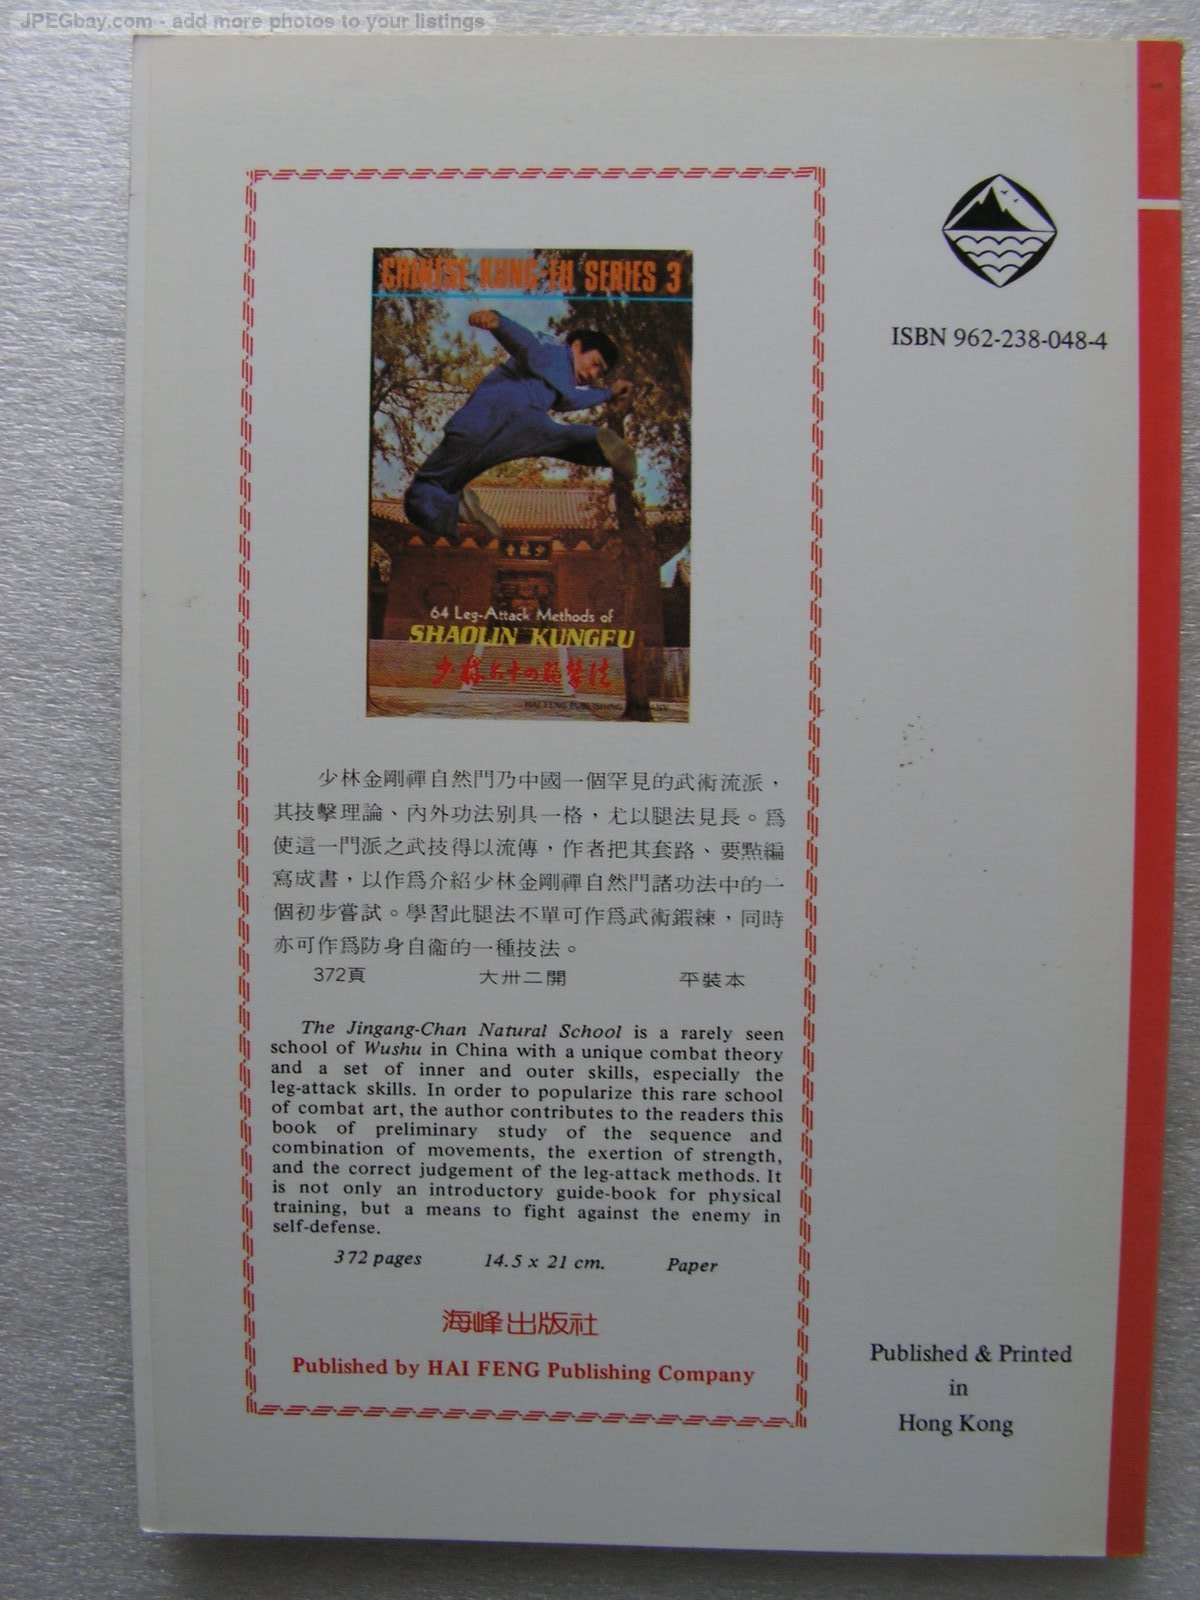 JPEGbay.com - add more photos to your listings
CHINESE KUNG-FU SERIES 3
少林寺
64 Leg-Attack Methods of
SHAOLIN KUNGFU
少林六十四腿擊法
HAI FENG PUBLISHING COMPANY
少林金剛禪自然門乃中國一個罕見的武術流派，
其技擊理論、內外功法别具一格，尤以腿法見長。爲
使這一門派之武技得以流傳，作者把其套路、要點編
寫成書，以作爲介紹少林金剛禪自然門諸功法中的一
個初步嘗試。學習此腿法不單可作爲武術鍛練，同時
亦可作爲防身自衞的一種技法。
372頁 大卅二開 平裝本
The Jingang-Chan Natural School is a rarely seen
school of Wushu in China with a unique combat theory
and a set of inner and outer skills, especially the
leg-attack skills. In order to popularize this rare school
of combat art, the author contributes to the readers this
book of preliminary study of the sequence and
combination of movements, the exertion of strength,
and the correct judgement of the leg-attack methods. It
is not only an introductory guide-book for physical
training, but a means to fight against the enemy in
self-defense.
372 pages 14.5 x 21 cm. Paper
海峰出版社
Published by HAI FENG Publishing Company
ISBN 962-238-048-4
Published & Printed
in
Hong Kong